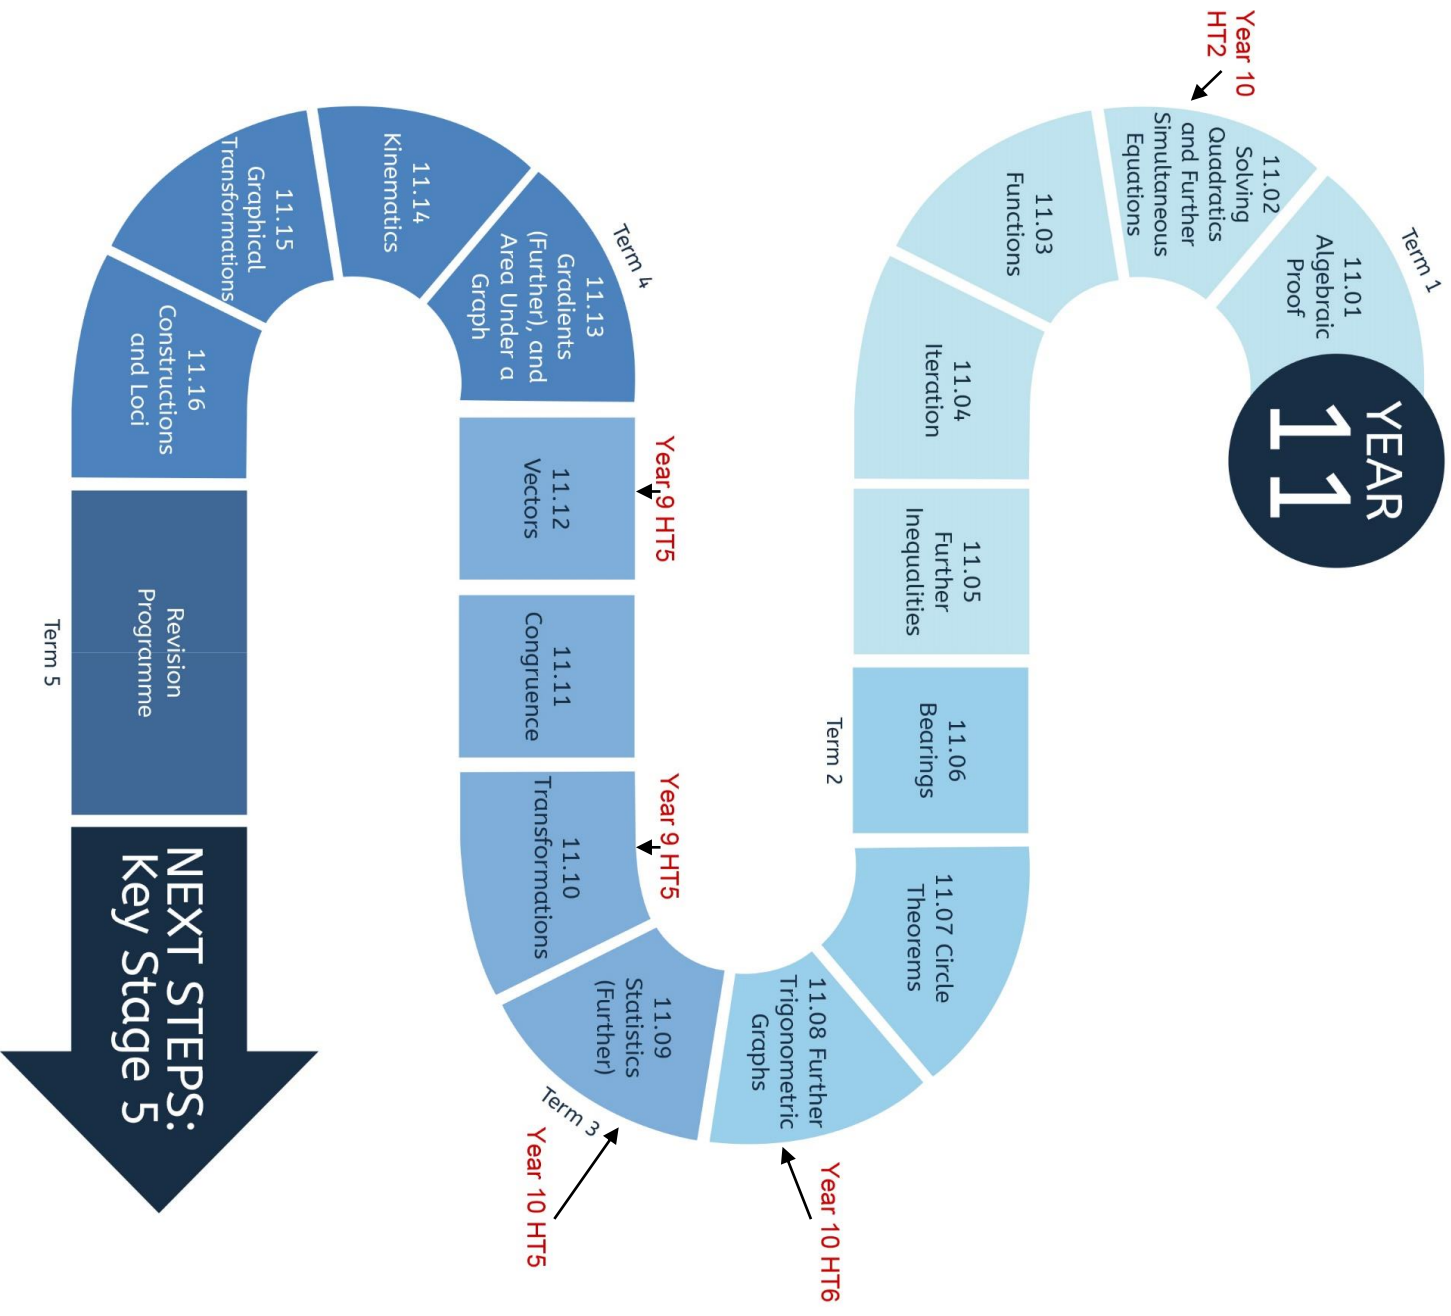 YEAR
11
Term 1
11.01
Algebraic
Proof
Year 10
HT2
11.02
Solving
Quadratics
and Further
Simultaneous
Equations
11.03
Functions
11.04
Iteration
11.05
Further
Inequalities
Term 2
11.06
Bearings
11.07 Circle
Theorems
Year 10 HT6
11.08 Further
Trigonometric
Graphs
Term 3
Year 10 HT5
11.09
Statistics
(Further)
Year 9 HT5
11.10
Transformations
11.11
Congruence
Year 9 HT5
11.12
Vectors
Term 4
11.13
Gradients
(Further), and
Area Under a
Graph
11.14
Kinematics
11.15
Graphical
Transformations
11.16
Constructions
and Loci
Term 5
Revision
Programme
NEXT STEPS:
Key Stage 5